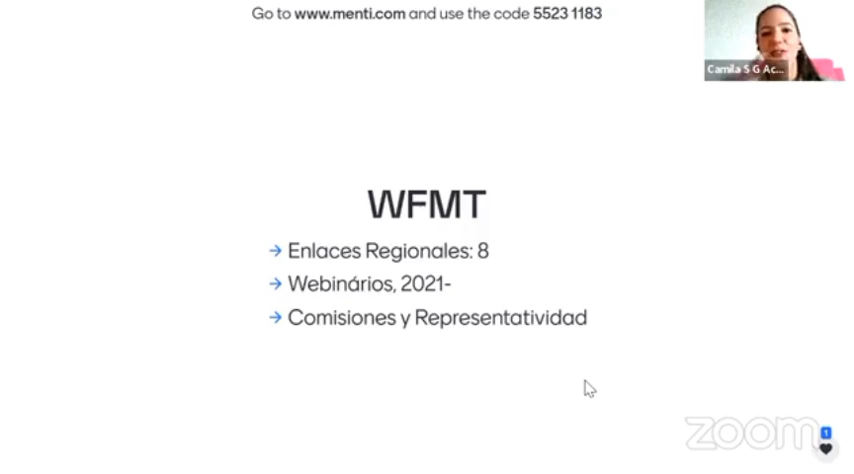 Go to www.menti.com and use the code 5523 1183
Camila S G Ac...
WFMT
→ Enlaces Regionales: 8
→ Webinários, 2021-
→ Comisiones y Representatividad
zoom
1